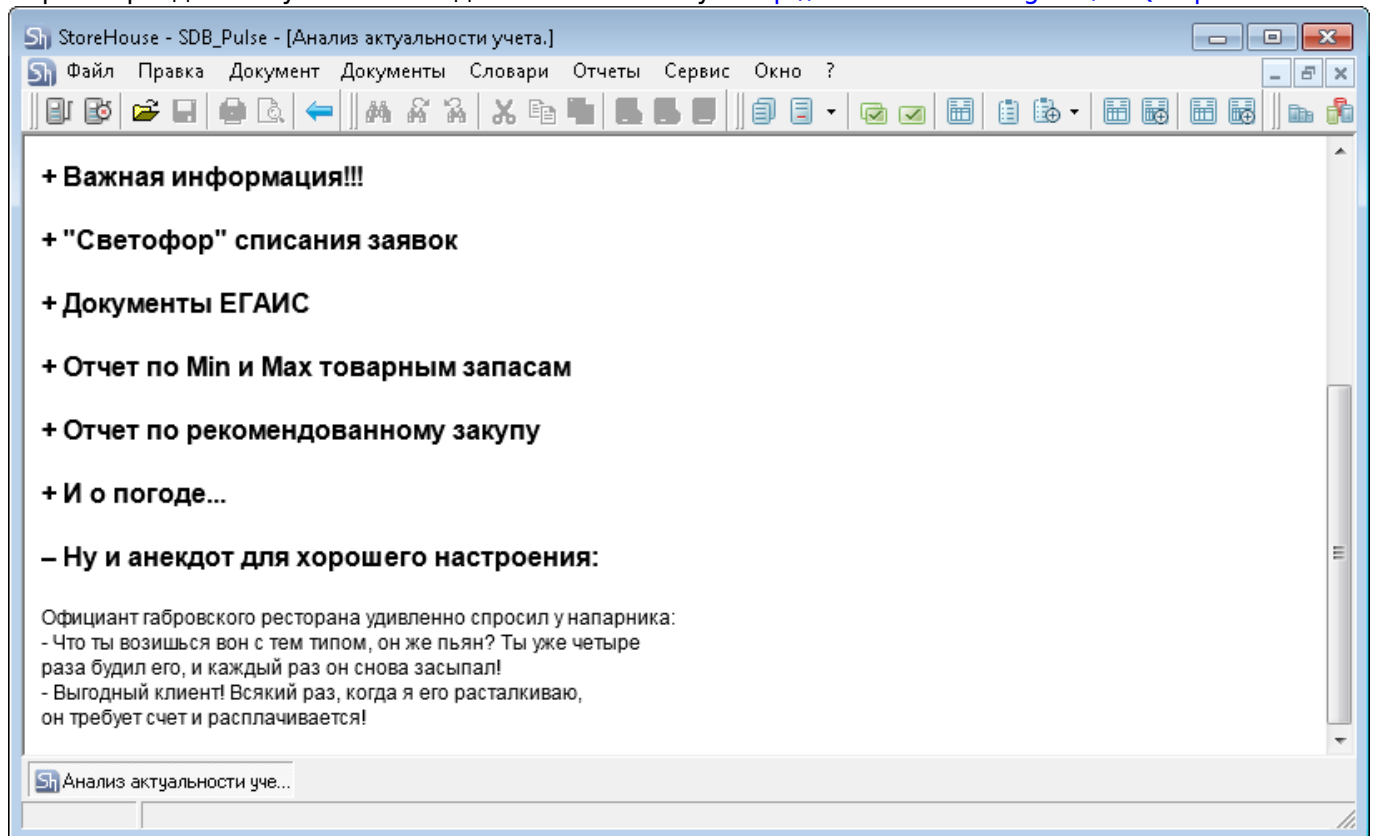 StoreHouse - SDB_Pulse - [Анализ актуальности учета.]
Файл Правка Документ Документы Словари Отчеты Сервис Окно ?
+ Важная информация!!!
+ "Светофор" списания заявок
+ Документы ЕГАИС
+ Отчет по Min и Max товарным запасам
+ Отчет по рекомендованному закупу
+ И о погоде...
– Ну и анекдот для хорошего настроения:
Официант габровского ресторана удивленно спросил у напарника:
- Что ты возишься вон с тем типом, он же пьян? Ты уже четыре
раза будил его, и каждый раз он снова засыпал!
- Выгодный клиент! Всякий раз, когда я его расталкиваю,
он требует счет и расплачивается!
Sh Анализ актуальности уче...